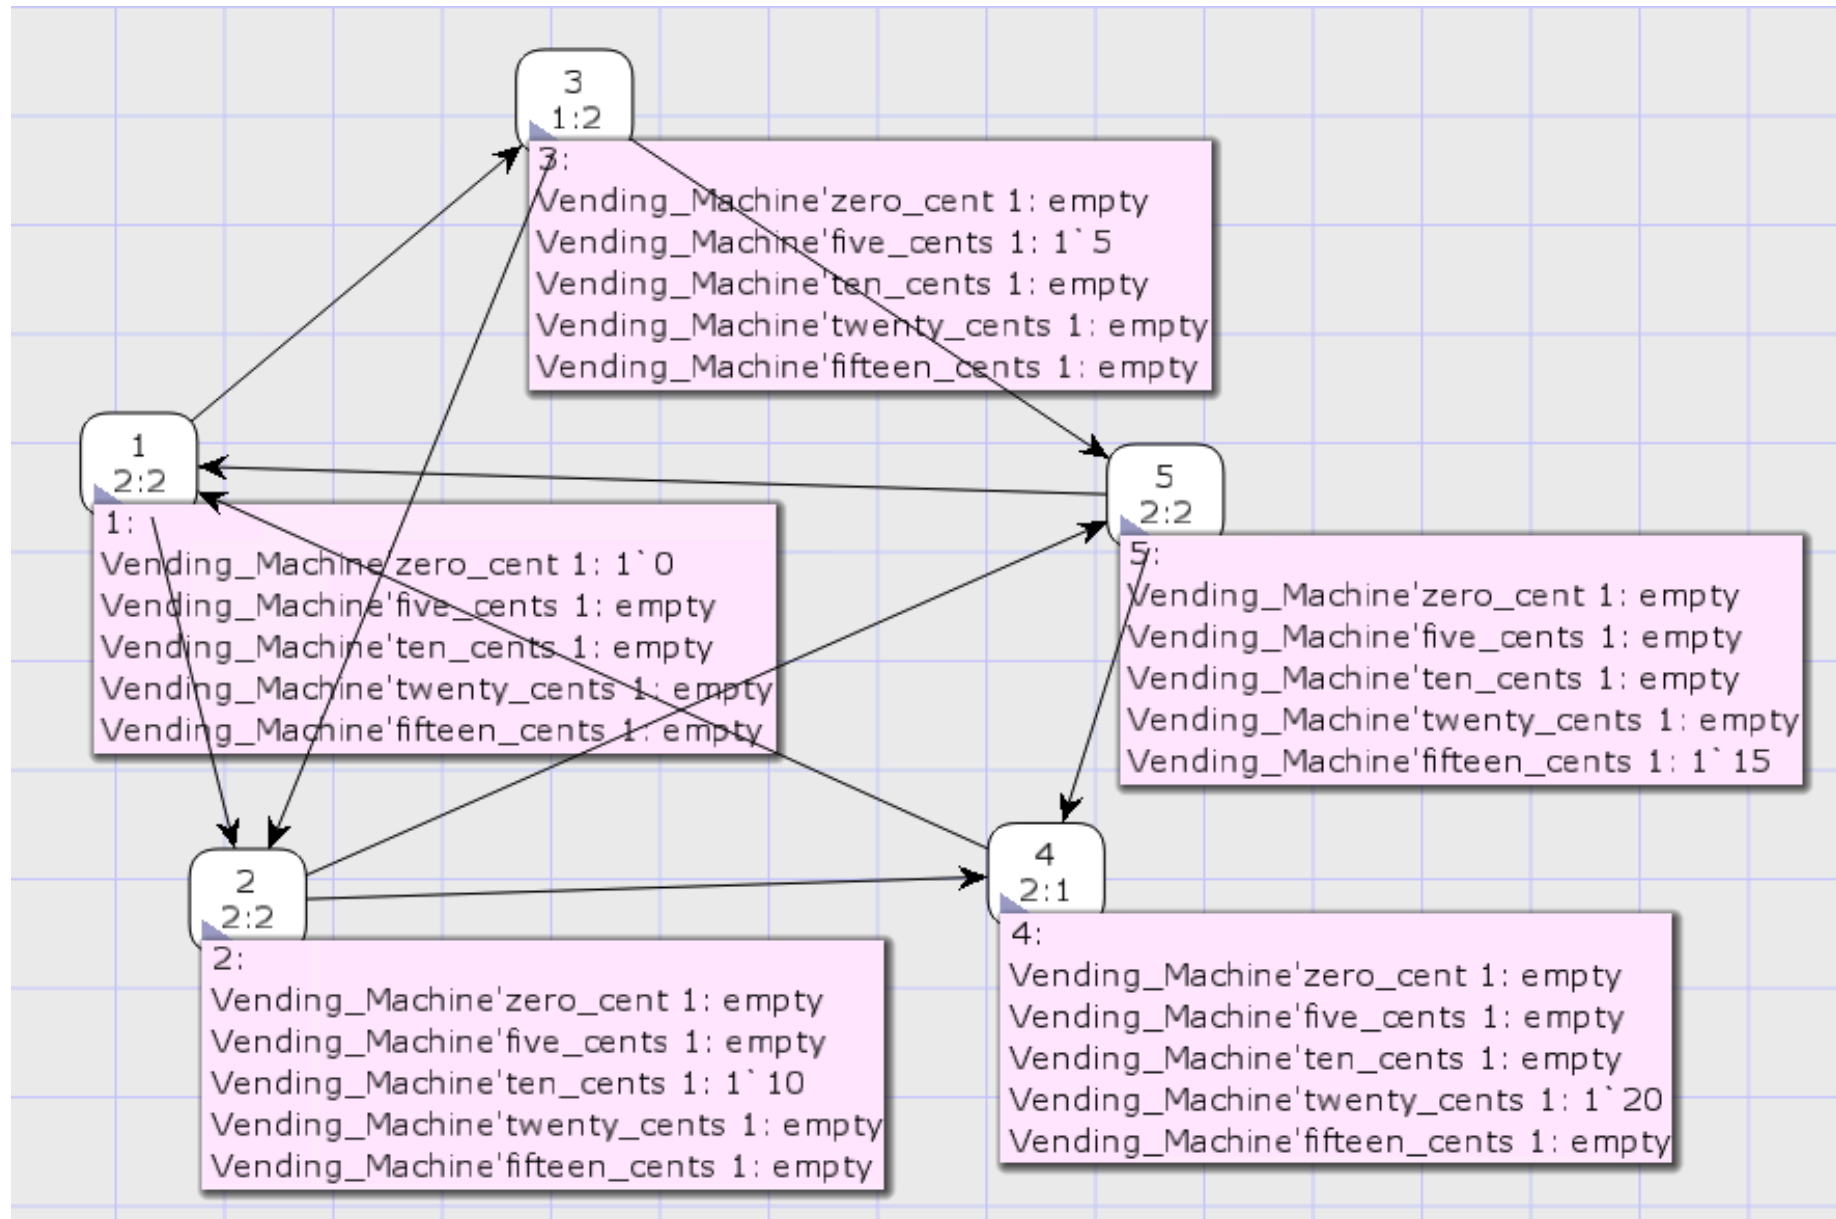 3
1:2
3:
Vending_Machine'zero_cent 1: empty
Vending_Machine'five_cents 1: 1`5
Vending_Machine'ten_cents 1: empty
Vending_Machine'twenty_cents 1: empty
Vending_Machine'fifteen_cents 1: empty
1
2:2
1:
Vending_Machine'zero_cent 1: 1`0
Vending_Machine'five_cents 1: empty
Vending_Machine'ten_cents 1: empty
Vending_Machine'twenty_cents 1: empty
Vending_Machine'fifteen_cents 1: empty
5
2:2
5:
Vending_Machine'zero_cent 1: empty
Vending_Machine'five_cents 1: empty
Vending_Machine'ten_cents 1: empty
Vending_Machine'twenty_cents 1: empty
Vending_Machine'fifteen_cents 1: 1`15
2
2:2
2:
Vending_Machine'zero_cent 1: empty
Vending_Machine'five_cents 1: empty
Vending_Machine'ten_cents 1: 1`10
Vending_Machine'twenty_cents 1: empty
Vending_Machine'fifteen_cents 1: empty
4
2:1
4:
Vending_Machine'zero_cent 1: empty
Vending_Machine'five_cents 1: empty
Vending_Machine'ten_cents 1: empty
Vending_Machine'twenty_cents 1: 1`20
Vending_Machine'fifteen_cents 1: empty